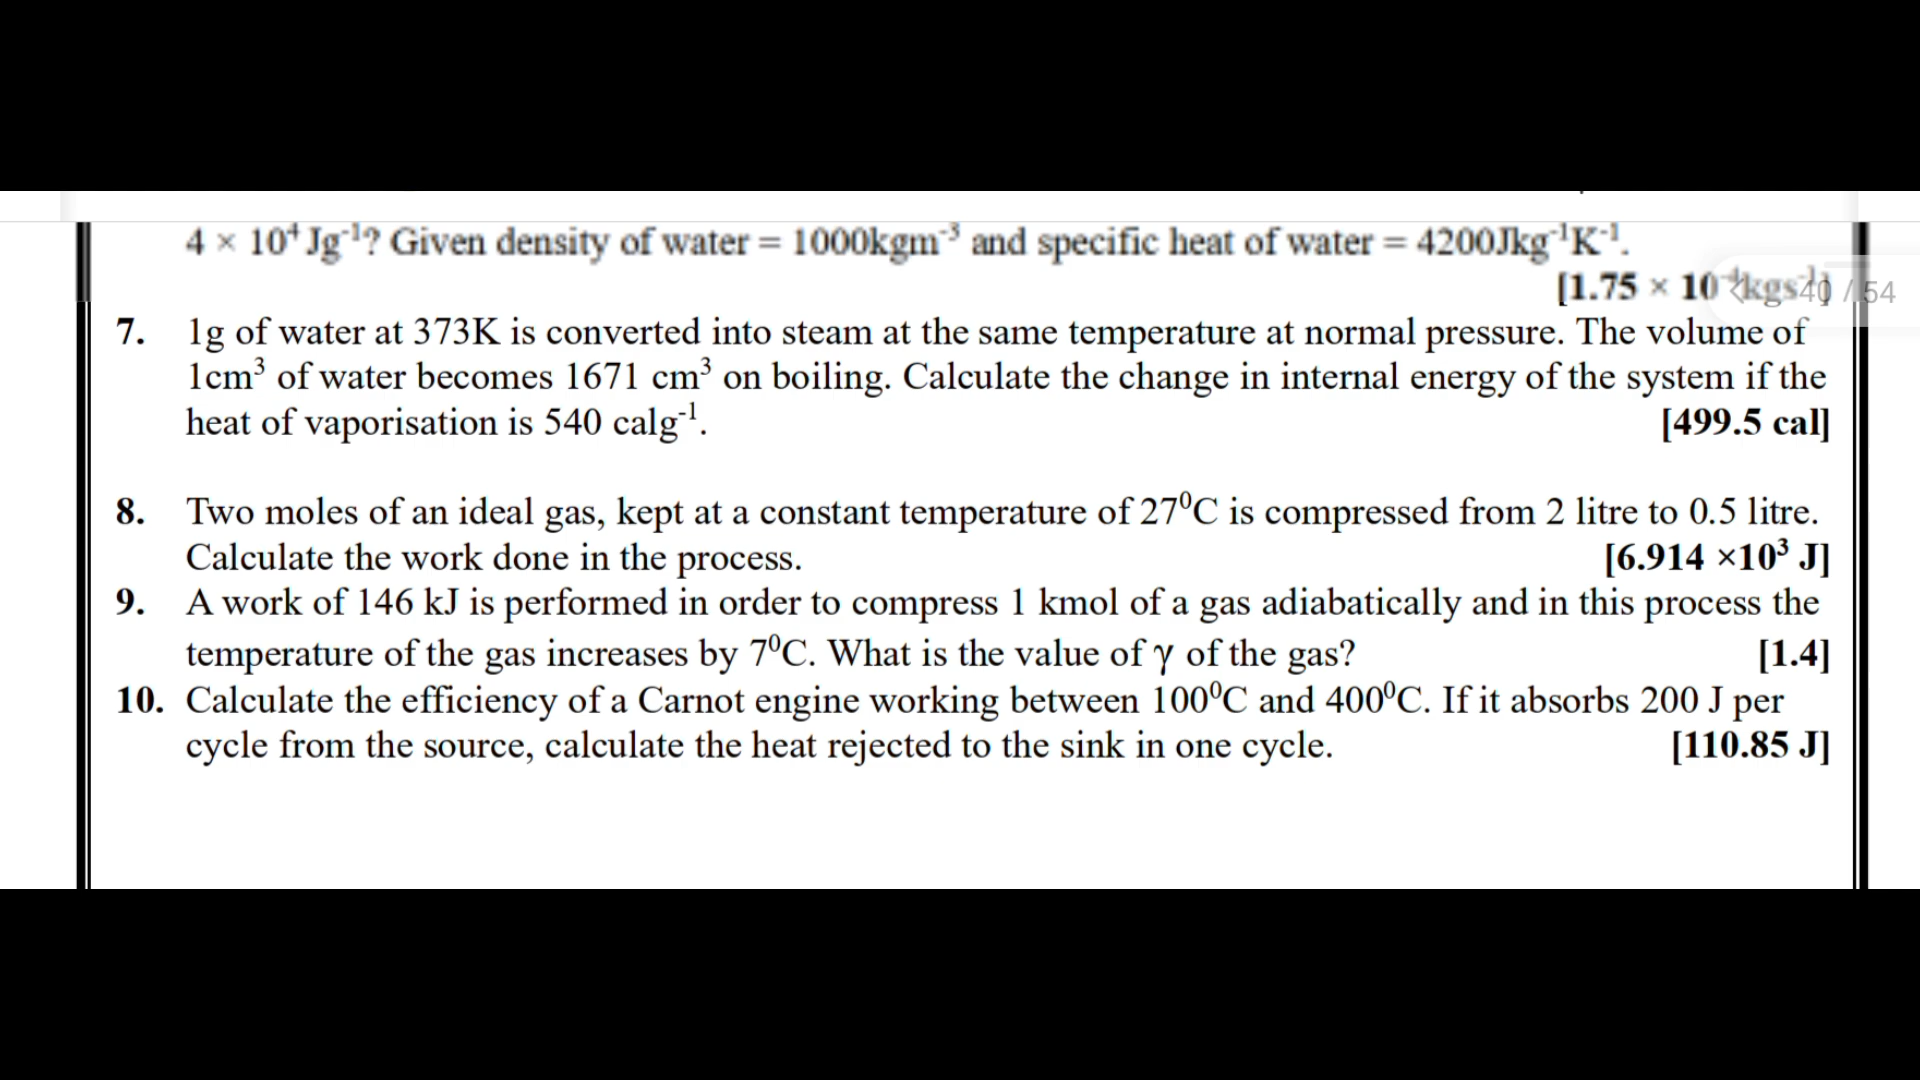 4 × 10⁴ Jg⁻¹? Given density of water = 1000kgm⁻³ and specific heat of water = 4200Jkg⁻¹K⁻¹.
[1.75 × 10⁻⁴kgs⁻¹]
40 / 54
7. 1g of water at 373K is converted into steam at the same temperature at normal pressure. The volume of
1cm³ of water becomes 1671 cm³ on boiling. Calculate the change in internal energy of the system if the
heat of vaporisation is 540 calg⁻¹. [499.5 cal]
8. Two moles of an ideal gas, kept at a constant temperature of 27⁰C is compressed from 2 litre to 0.5 litre.
Calculate the work done in the process. [6.914 ×10³ J]
9. A work of 146 kJ is performed in order to compress 1 kmol of a gas adiabatically and in this process the
temperature of the gas increases by 7⁰C. What is the value of γ of the gas? [1.4]
10. Calculate the efficiency of a Carnot engine working between 100⁰C and 400⁰C. If it absorbs 200 J per
cycle from the source, calculate the heat rejected to the sink in one cycle. [110.85 J]